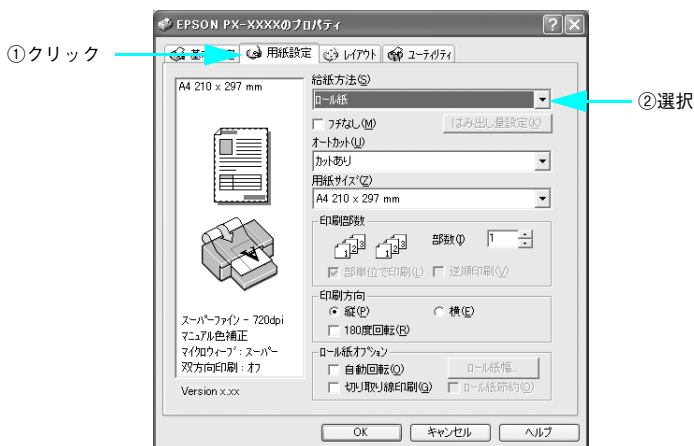 EPSON PX-XXXXのプロパティ
①クリック
用紙設定
レイアウト
ユーティリティ
A4 210 x 297 mm
給紙方法(S)
ロール紙
②選択
フチなし(M)
はみ出し量設定(K)
オートカット(U)
カットあり
用紙サイズ(Z)
A4 210 x 297 mm
印刷部数
部数(I)
1
部単位で印刷(L)
逆順印刷(V)
印刷方向
縦(P)
横(E)
180度回転(R)
スーパーファイン - 720dpi
マニュアル色補正
マイクロウィーブ : スーパー
双方向印刷 : オフ
Version x.xx
ロール紙オプション
自動回転(O)
ロール紙幅...
切り取り線印刷(G)
ロール紙節約(O)
OK
キャンセル
ヘルプ